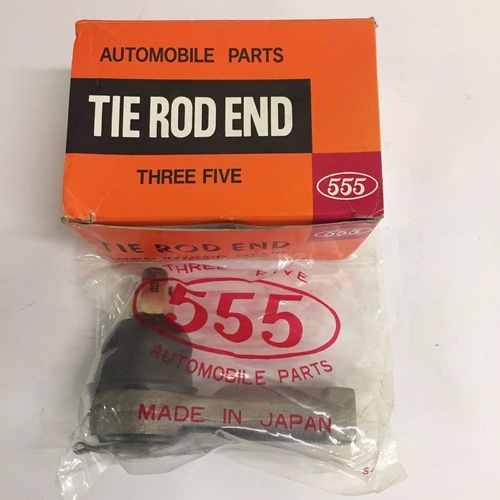 AUTOMOBILE PARTS
TIE ROD END
THREE FIVE
555
555
TIE ROD END
THREE FIVE
555
AUTOMOBILE PARTS
MADE IN JAPAN